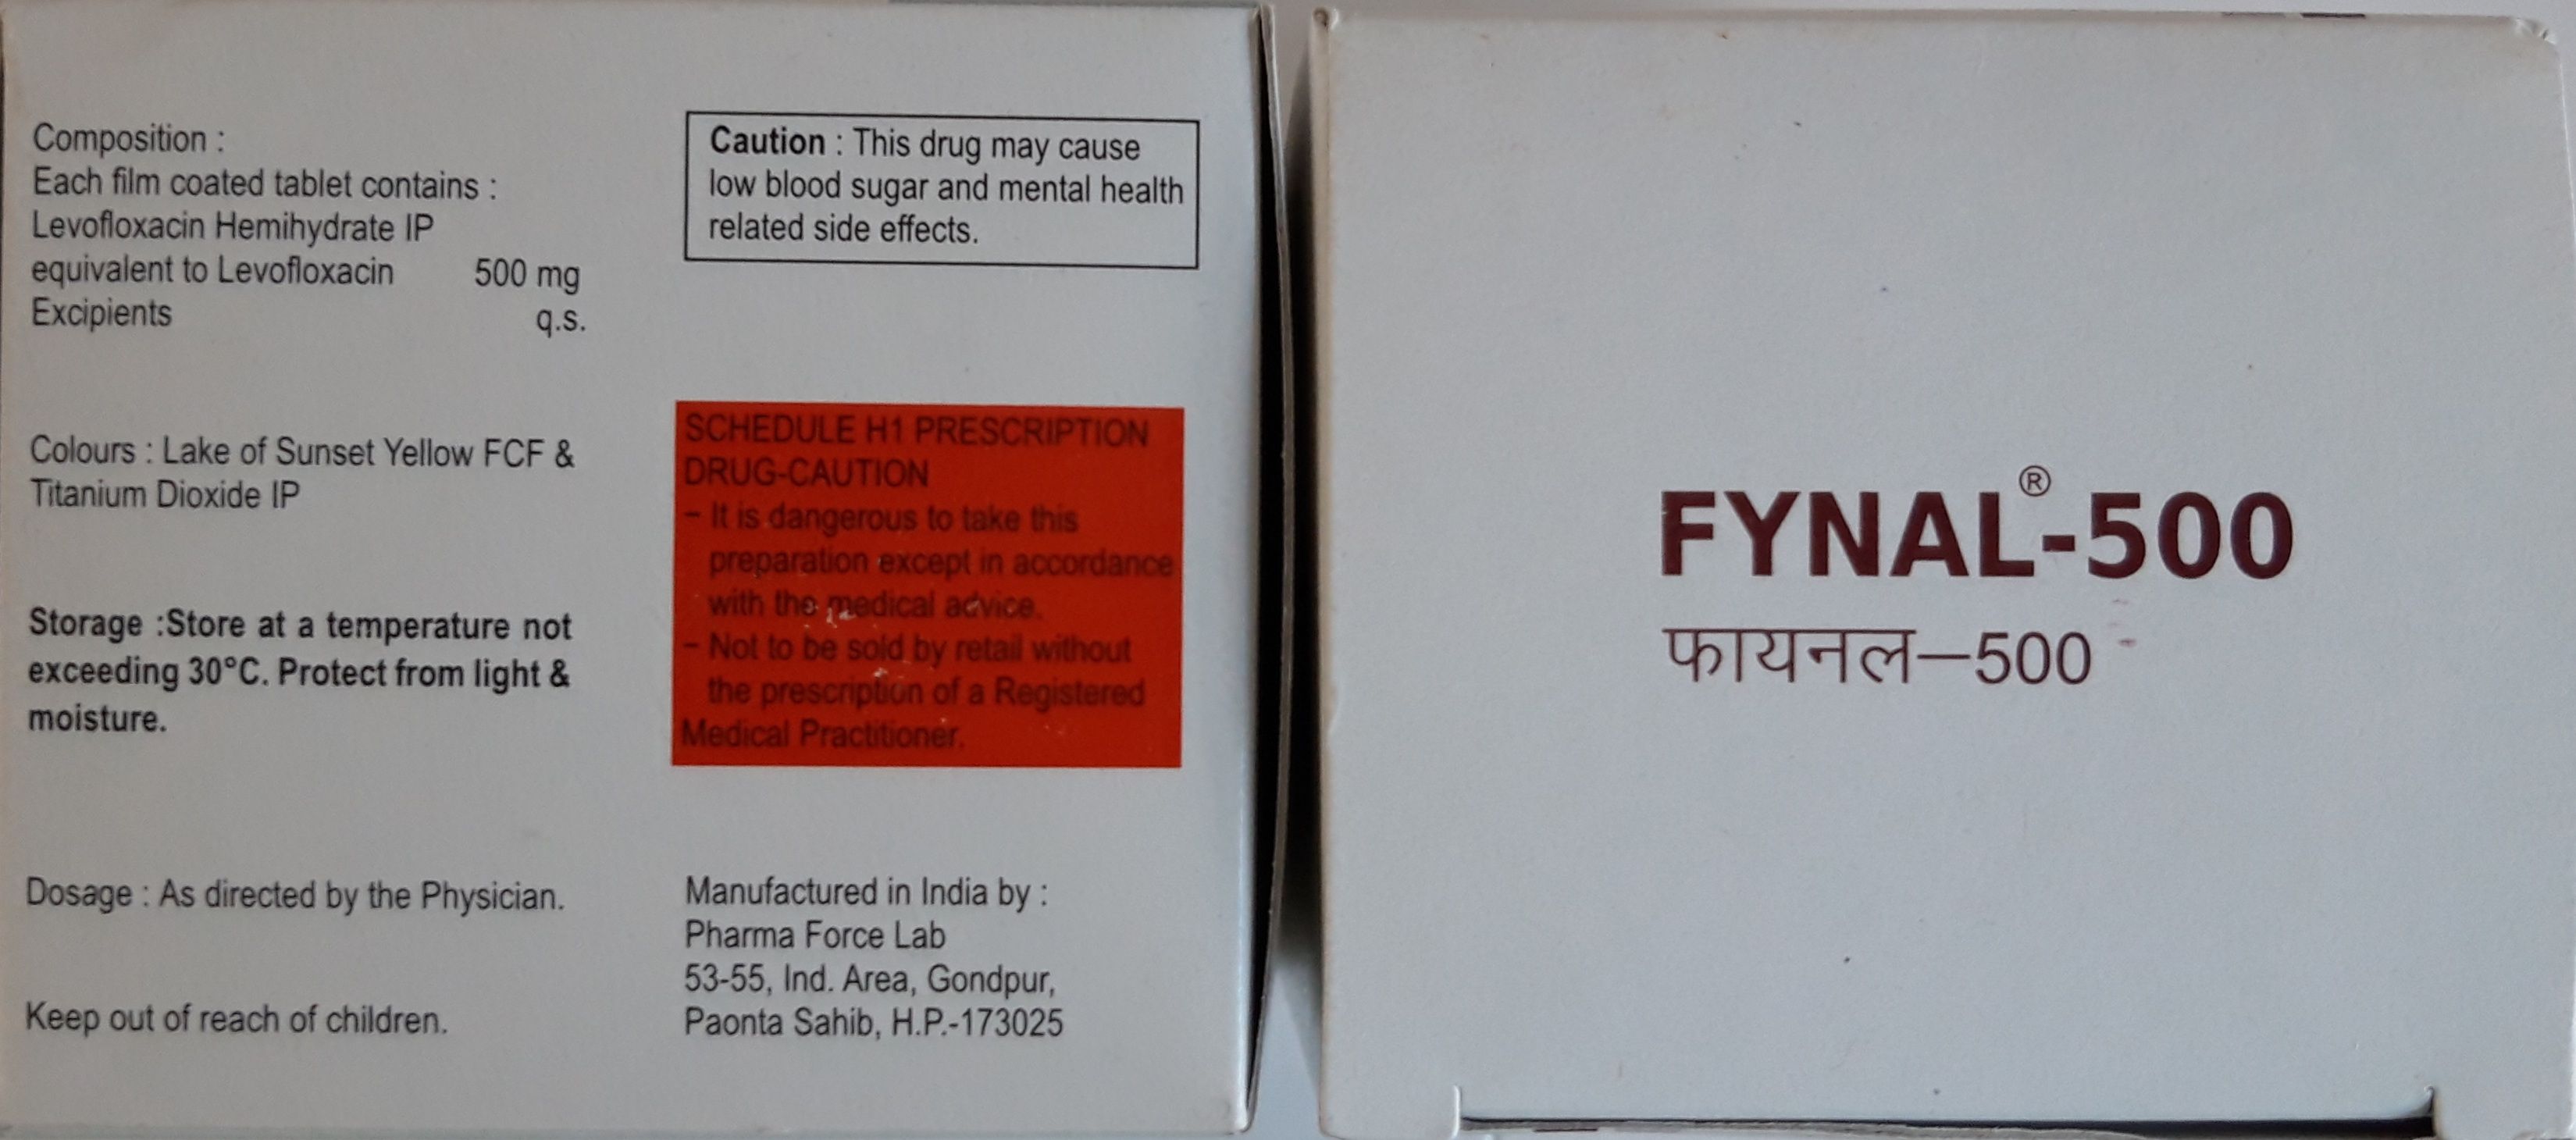 Composition :
Each film coated tablet contains :
Levofloxacin Hemihydrate IP
equivalent to Levofloxacin 500 mg
Excipients q.s.
Colours : Lake of Sunset Yellow FCF &
Titanium Dioxide IP
Storage :Store at a temperature not
exceeding 30°C. Protect from light &
moisture.
Dosage : As directed by the Physician.
Keep out of reach of children.
Caution : This drug may cause
low blood sugar and mental health
related side effects.
SCHEDULE H1 PRESCRIPTION
DRUG-CAUTION
– It is dangerous to take this
preparation except in accordance
with the medical advice.
– Not to be sold by retail without
the prescription of a Registered
Medical Practitioner.
Manufactured in India by :
Pharma Force Lab
53-55, Ind. Area, Gondpur,
Paonta Sahib, H.P.-173025
FYNAL®-500
फायनल–500